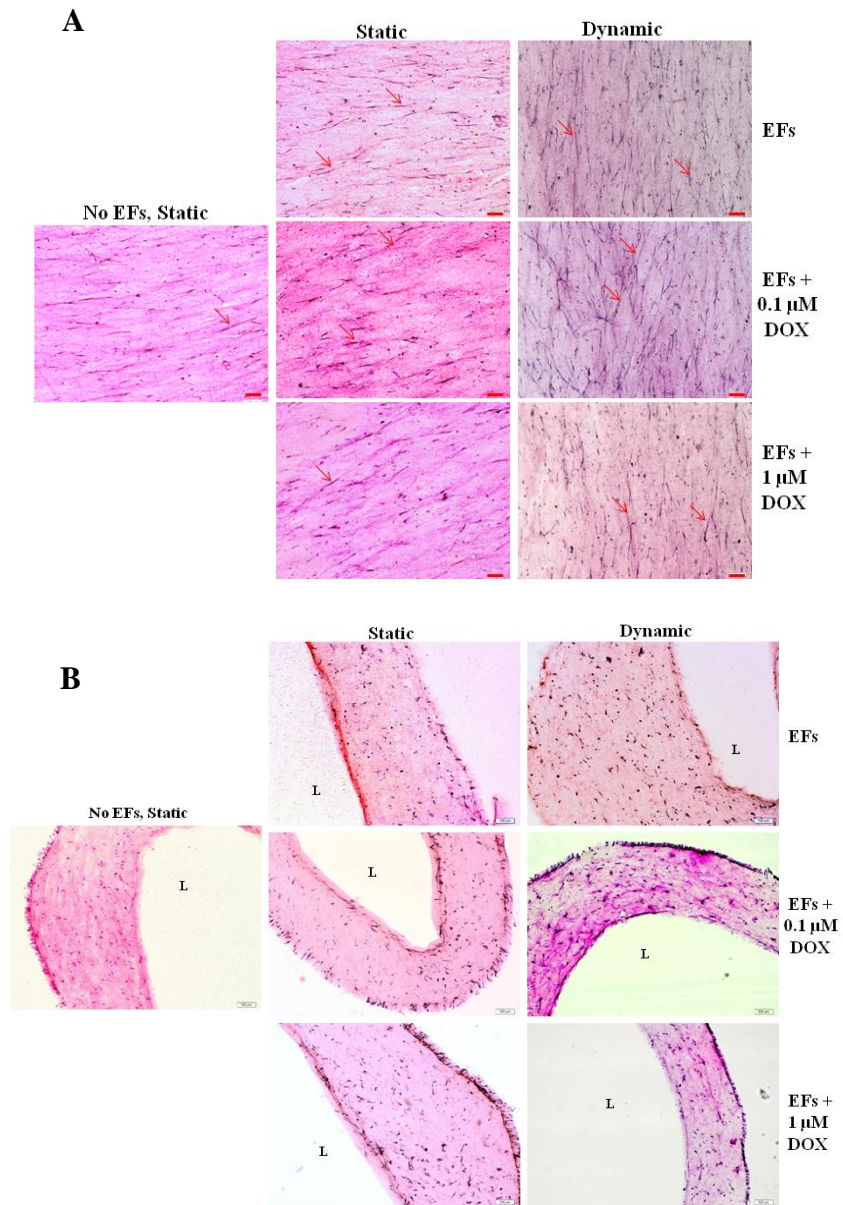 A
Static
Dynamic
EFs
No EFs, Static
EFs +
0.1 µM
DOX
EFs +
1 µM
DOX
B
Static
Dynamic
L
L
EFs
No EFs, Static
L
L
L
EFs +
0.1 µM
DOX
L
L
EFs +
1 µM
DOX